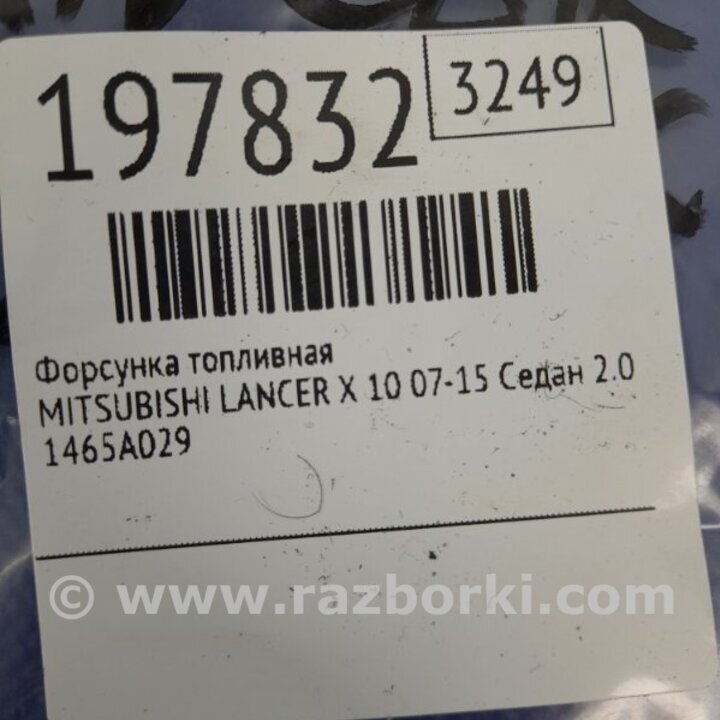 197832
3249
Форсунка топливная
MITSUBISHI LANCER X 10 07-15 Седан 2.0
1465A029
© www.razborki.com